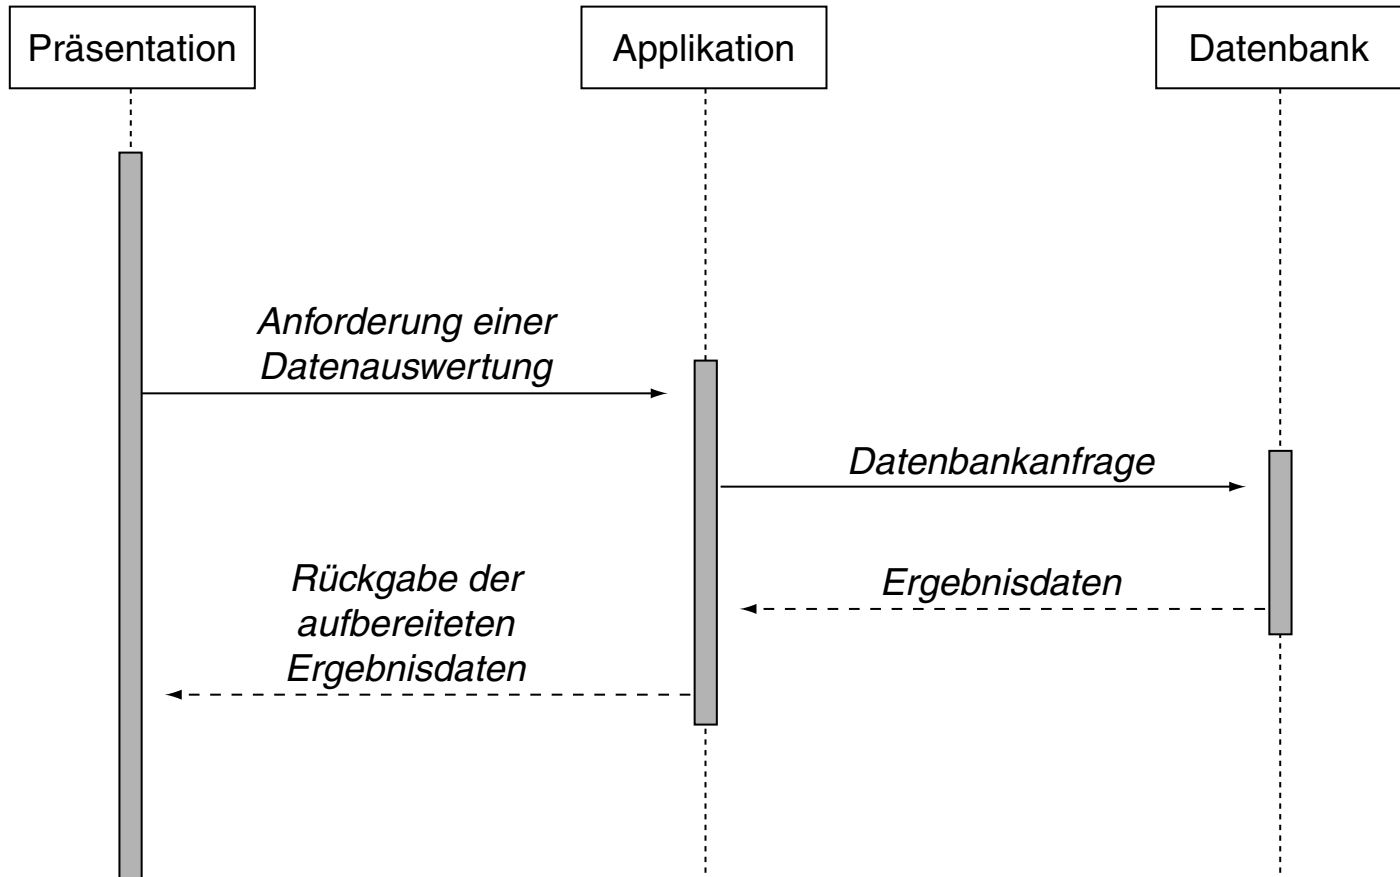 Präsentation
Applikation
Datenbank
Anforderung einer
Datenauswertung
Datenbankanfrage
Ergebnisdaten
Rückgabe der
aufbereiteten
Ergebnisdaten